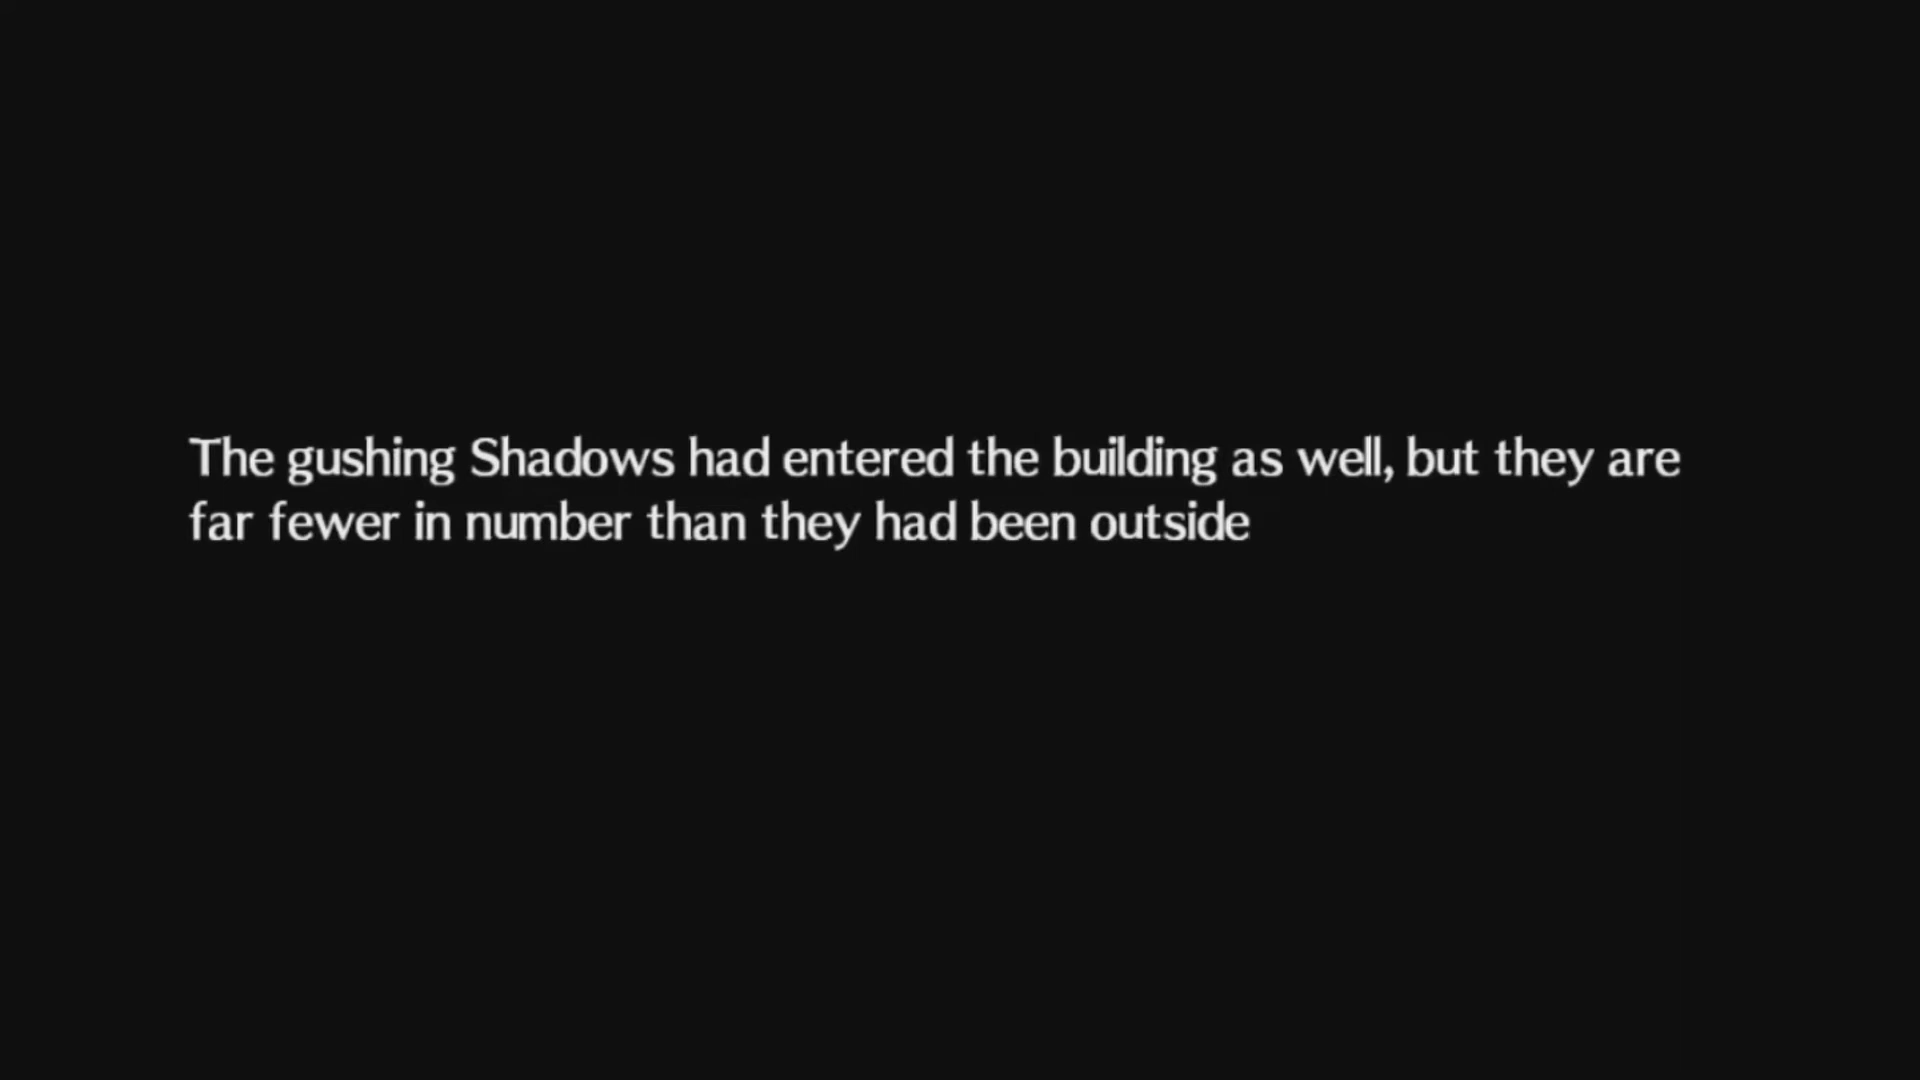 The gushing Shadows had entered the building as well, but they are
far fewer in number than they had been outside